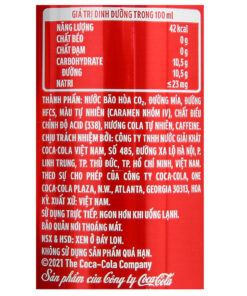 GIÁ TRỊ DINH DƯỠNG TRONG 100 ml
NĂNG LƯỢNG 42 kcal
CHẤT BÉO 0 g
CHẤT ĐẠM 0 g
CARBOHYDRATE 10,5 g
ĐƯỜNG 10,5 g
NATRI ≤23 mg
THÀNH PHẦN: NƯỚC BÃO HÒA CO₂, ĐƯỜNG MÍA, ĐƯỜNG
HFCS, MÀU TỰ NHIÊN (CARAMEN NHÓM IV), CHẤT ĐIỀU
CHỈNH ĐỘ ACID (338), HƯƠNG COLA TỰ NHIÊN, CAFFEINE.
CHỊU TRÁCH NHIỆM BỞI: CÔNG TY TNHH NƯỚC GIẢI KHÁT
COCA-COLA VIỆT NAM, SỐ 485, ĐƯỜNG XA LỘ HÀ NỘI, P.
LINH TRUNG, TP. THỦ ĐỨC, TP. HỒ CHÍ MINH, VIỆT NAM.
THEO SỰ CHO PHÉP CỦA CÔNG TY COCA-COLA, ONE
COCA-COLA PLAZA, N.W., ATLANTA, GEORGIA 30313, HOA
KỲ. XUẤT XỨ: VIỆT NAM.
SỬ DỤNG TRỰC TIẾP. NGON HƠN KHI UỐNG LẠNH.
BẢO QUẢN NƠI THOÁNG MÁT.
NSX & HSD: XEM Ở ĐÁY LON.
KHÔNG SỬ DỤNG SẢN PHẨM QUÁ HẠN.
©2021 The Coca-Cola Company
Sản phẩm của Công ty Coca-Cola